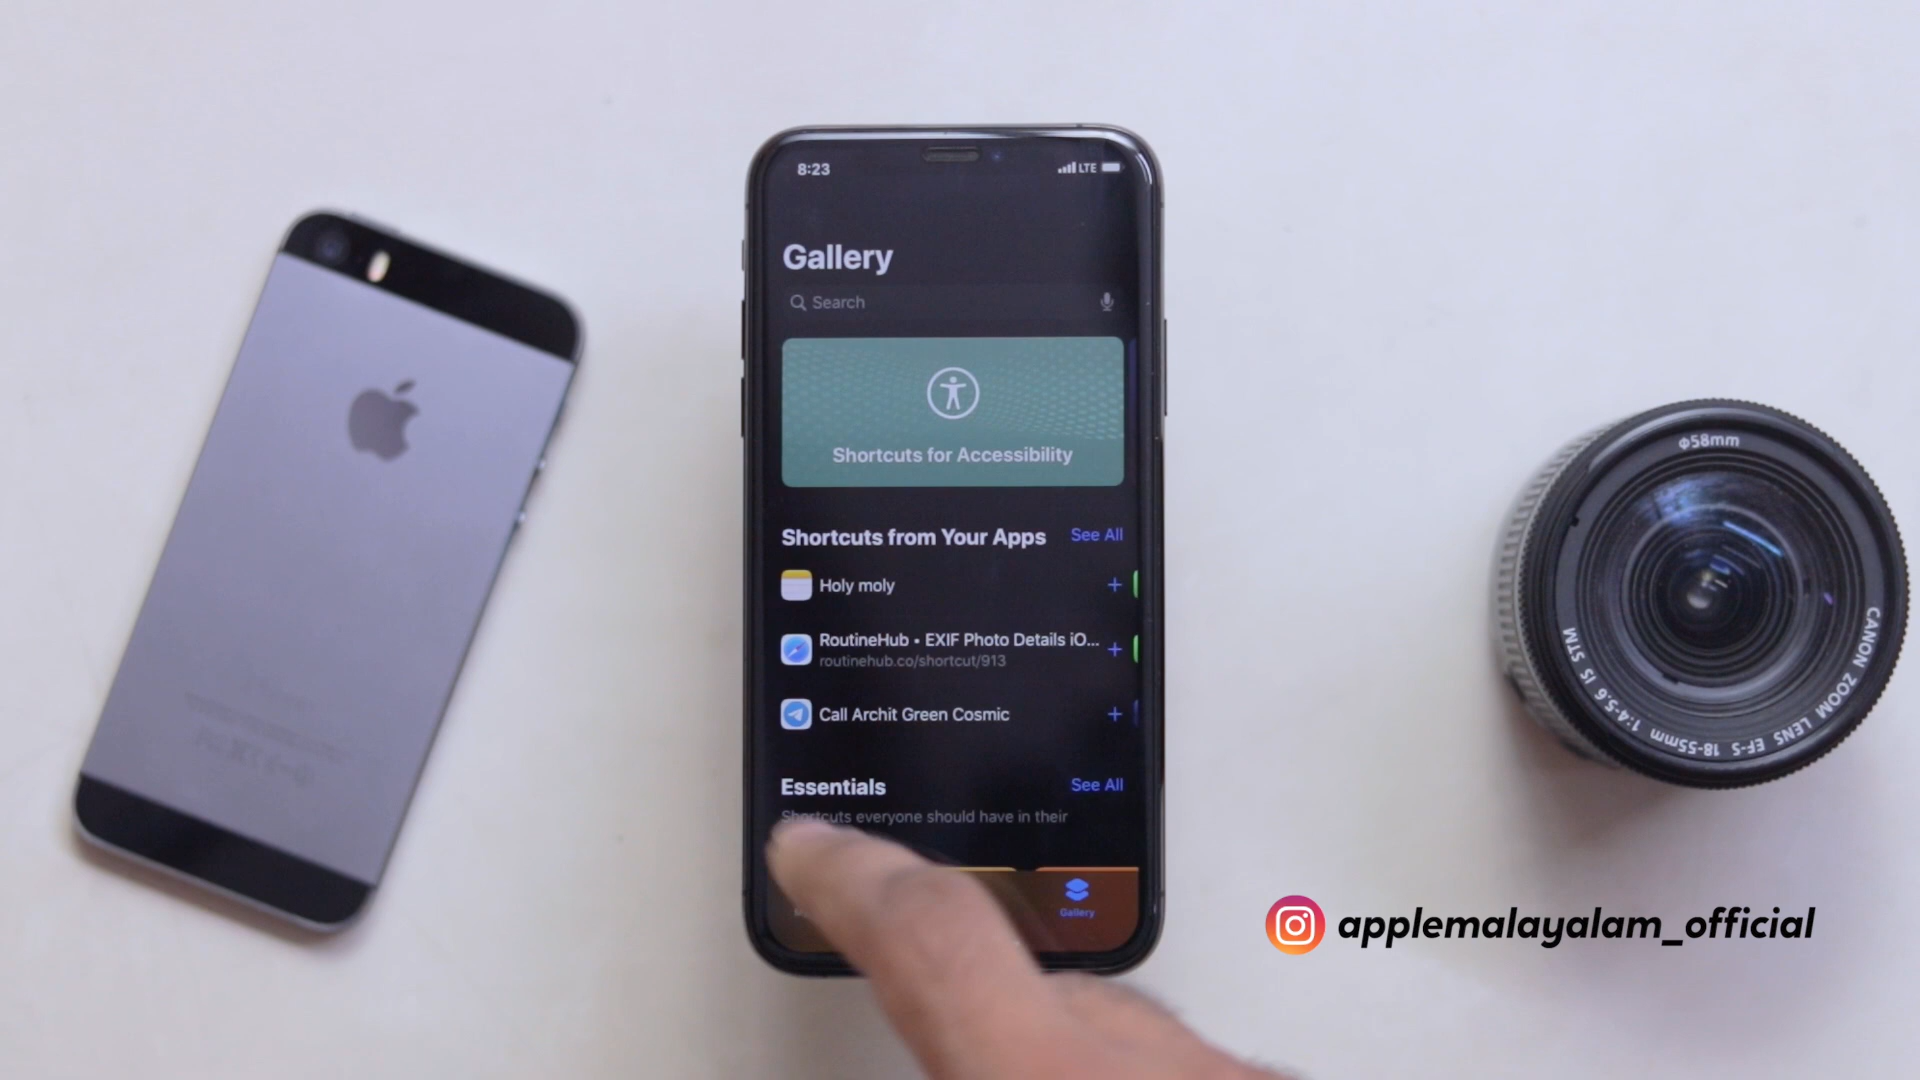 8:23
LTE
Gallery
Search
Shortcuts for Accessibility
Shortcuts from Your Apps
See All
Holy moly
RoutineHub • EXIF Photo Details iO...
routinehub.co/shortcut/913
Call Archit Green Cosmic
Essentials
See All
Shortcuts everyone should have in their
Gallery
Φ58mm
CANON ZOOM LENS EF-S 18-55mm 1:4-5.6 IS STM
applemalayalam_official